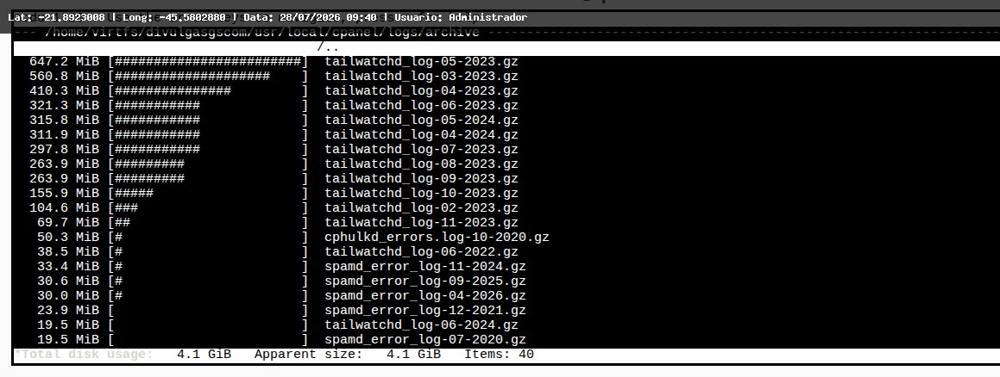 Lat: -21.8923008 | Long: -45.5802880 | Data: 28/07/2026 09:40 | Usuario: Administrador
--- /home/virtfs/divulgasgscom/usr/local/cpanel/logs/archive ---
/..
647.2 MiB [########################] tailwatchd_log-05-2023.gz
560.8 MiB [####################    ] tailwatchd_log-03-2023.gz
410.3 MiB [###############         ] tailwatchd_log-04-2023.gz
321.3 MiB [###########             ] tailwatchd_log-06-2023.gz
315.8 MiB [###########             ] tailwatchd_log-05-2024.gz
311.9 MiB [###########             ] tailwatchd_log-04-2024.gz
297.8 MiB [###########             ] tailwatchd_log-07-2023.gz
263.9 MiB [#########               ] tailwatchd_log-08-2023.gz
263.9 MiB [#########               ] tailwatchd_log-09-2023.gz
155.9 MiB [#####                   ] tailwatchd_log-10-2023.gz
104.6 MiB [###                     ] tailwatchd_log-02-2023.gz
69.7 MiB [##                      ] tailwatchd_log-11-2023.gz
50.3 MiB [#                       ] cphulkd_errors.log-10-2020.gz
38.5 MiB [#                       ] tailwatchd_log-06-2022.gz
33.4 MiB [#                       ] spamd_error_log-11-2024.gz
30.6 MiB [#                       ] spamd_error_log-09-2025.gz
30.0 MiB [#                       ] spamd_error_log-04-2026.gz
23.9 MiB [                        ] spamd_error_log-12-2021.gz
19.5 MiB [                        ] tailwatchd_log-06-2024.gz
19.5 MiB [                        ] spamd_error_log-07-2020.gz
*Total disk usage: 4.1 GiB Apparent size: 4.1 GiB Items: 40